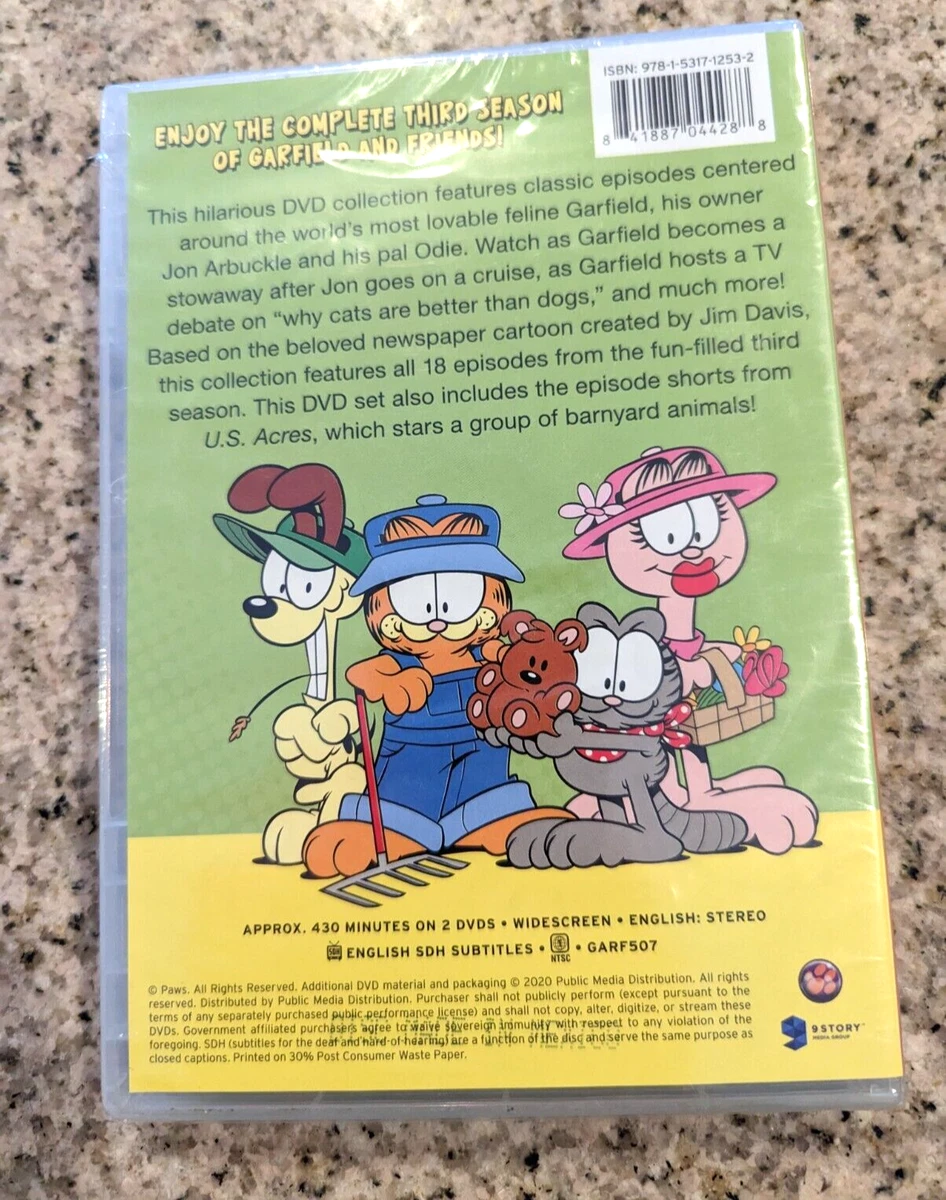 ISBN: 978-1-5317-1253-2
8 41887 04428 8
ENJOY THE COMPLETE THIRD SEASON
OF GARFIELD AND FRIENDS!
This hilarious DVD collection features classic episodes centered
around the world's most lovable feline Garfield, his owner
Jon Arbuckle and his pal Odie. Watch as Garfield becomes a
stowaway after Jon goes on a cruise, as Garfield hosts a TV
debate on “why cats are better than dogs,” and much more!
Based on the beloved newspaper cartoon created by Jim Davis,
this collection features all 18 episodes from the fun-filled third
season. This DVD set also includes the episode shorts from
U.S. Acres, which stars a group of barnyard animals!
APPROX. 430 MINUTES ON 2 DVDS • WIDESCREEN • ENGLISH: STEREO
SDH ENGLISH SDH SUBTITLES • NTSC • GARF507
© Paws. All Rights Reserved. Additional DVD material and packaging © 2020 Public Media Distribution. All rights
reserved. Distributed by Public Media Distribution. Purchaser shall not publicly perform (except pursuant to the
terms of any separately purchased public performance license) and shall not copy, alter, digitize, or stream these
DVDs. Government affiliated purchasers agree to waive sovereign immunity with respect to any violation of the
foregoing. SDH (subtitles for the deaf and hard-of-hearing) are a function of the disc and serve the same purpose as
closed captions. Printed on 30% Post Consumer Waste Paper.
9 STORY™
MEDIA GROUP